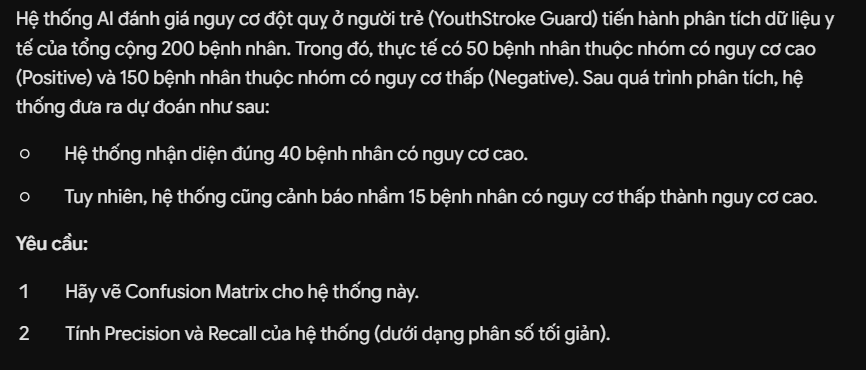 Hệ thống AI đánh giá nguy cơ đột quỵ ở người trẻ (YouthStroke Guard) tiến hành phân tích dữ liệu y
tế của tổng cộng 200 bệnh nhân. Trong đó, thực tế có 50 bệnh nhân thuộc nhóm có nguy cơ cao
(Positive) và 150 bệnh nhân thuộc nhóm có nguy cơ thấp (Negative). Sau quá trình phân tích, hệ
thống đưa ra dự đoán như sau:
o Hệ thống nhận diện đúng 40 bệnh nhân có nguy cơ cao.
o Tuy nhiên, hệ thống cũng cảnh báo nhầm 15 bệnh nhân có nguy cơ thấp thành nguy cơ cao.
Yêu cầu:
1 Hãy vẽ Confusion Matrix cho hệ thống này.
2 Tính Precision và Recall của hệ thống (dưới dạng phân số tối giản).